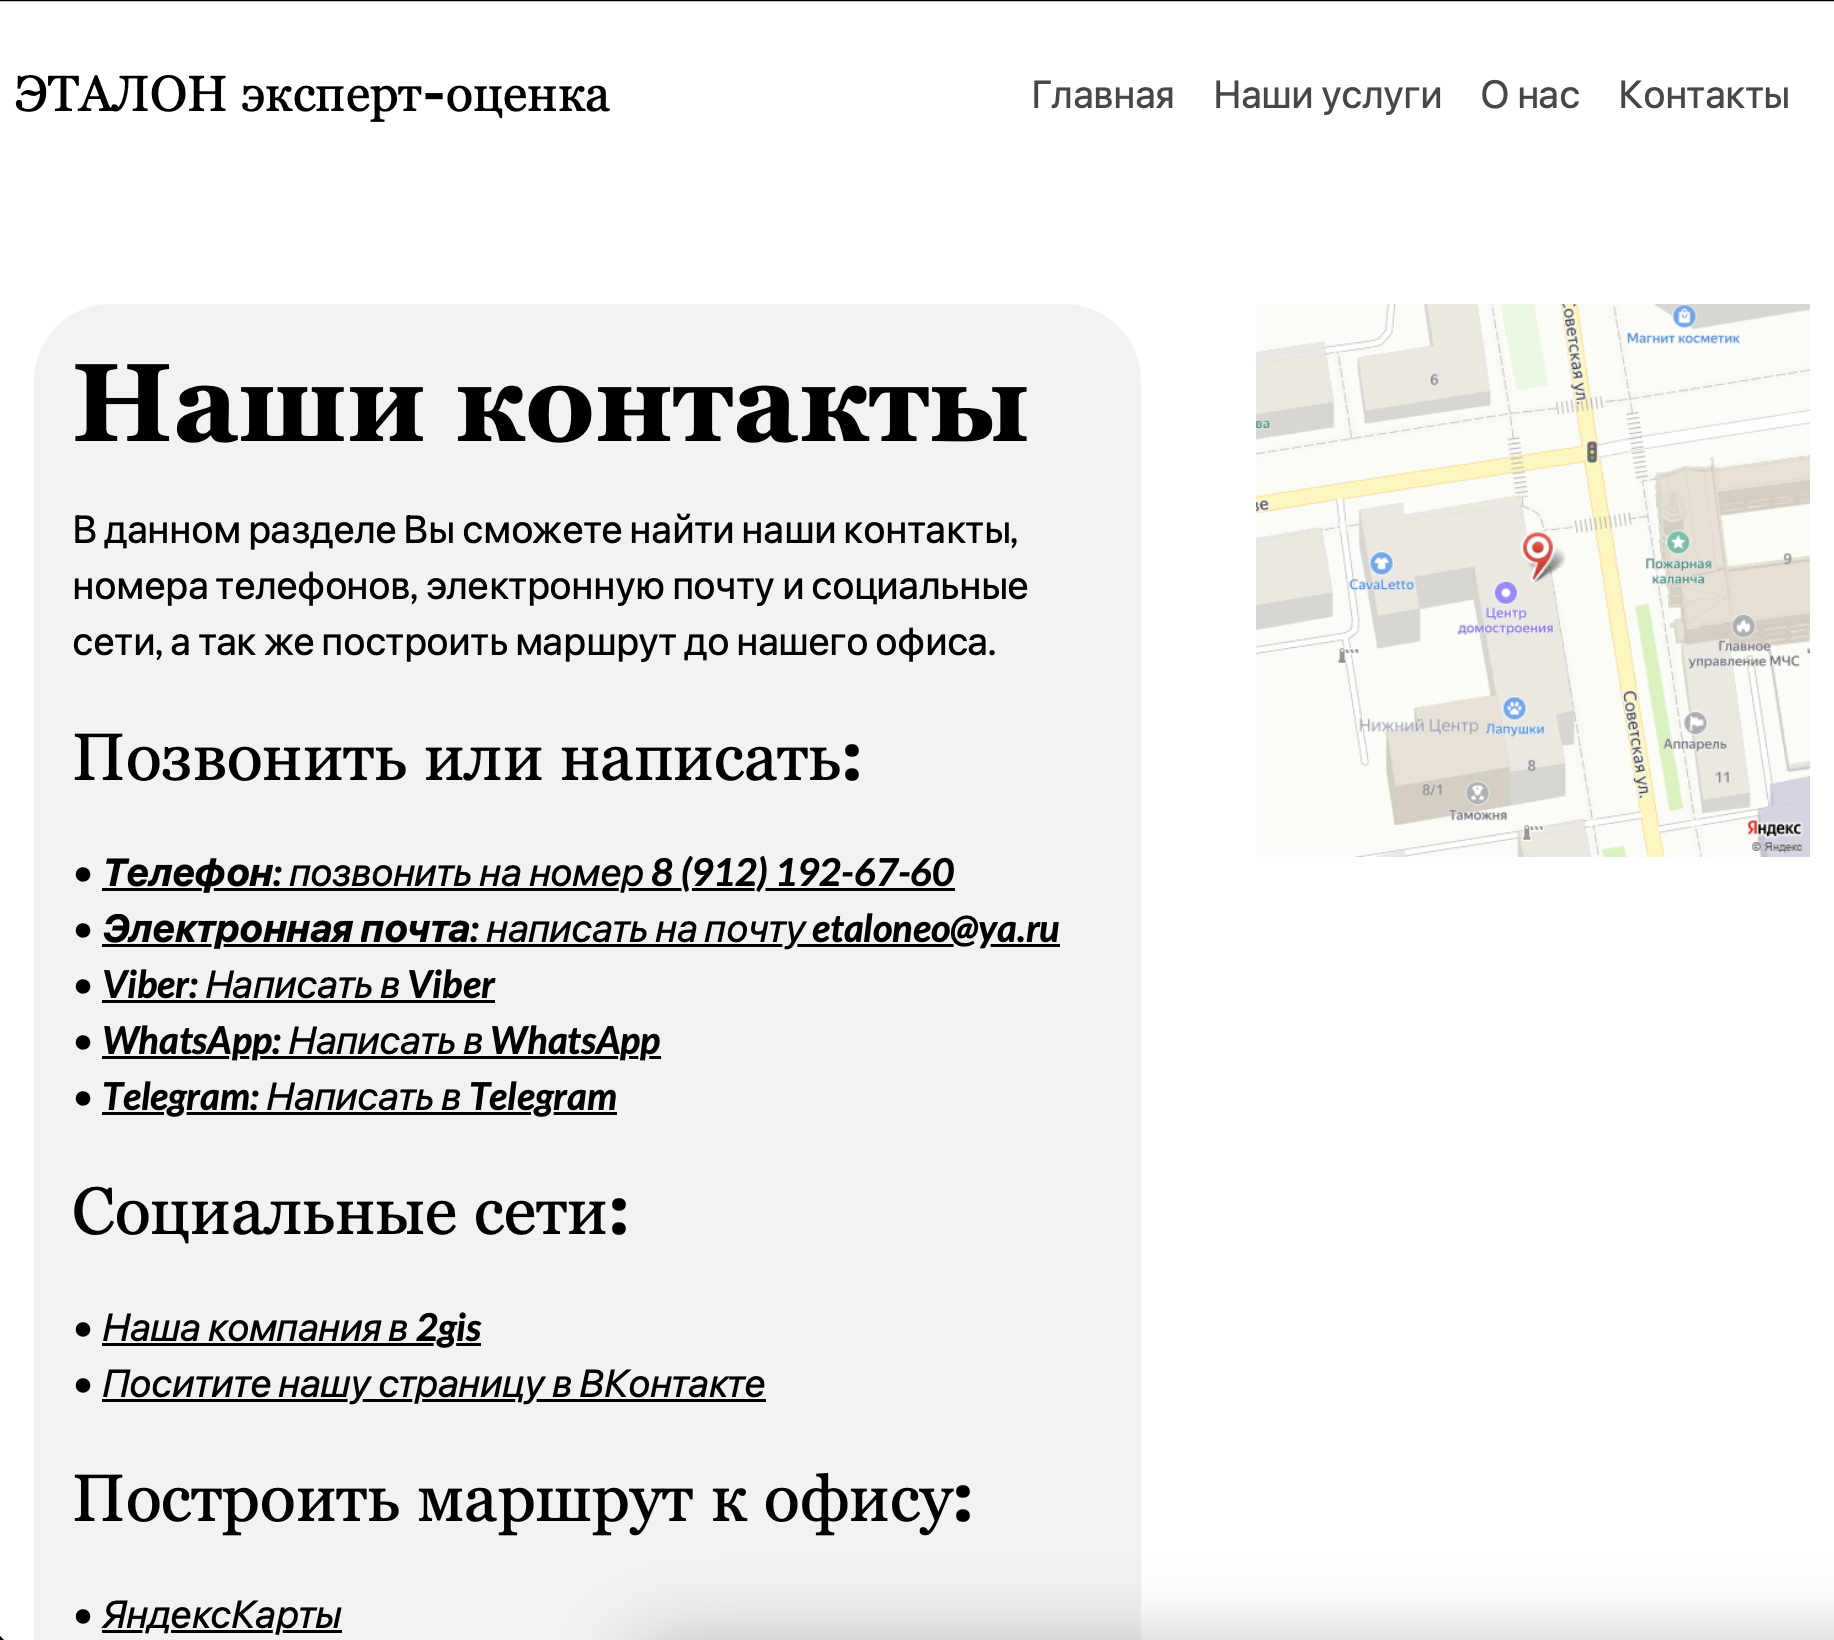 ЭТАЛОН эксперт-оценка
Главная Наши услуги О нас Контакты
Наши контакты
В данном разделе Вы сможете найти наши контакты,
номера телефонов, электронную почту и социальные
сети, а так же построить маршрут до нашего офиса.
Позвонить или написать:
• Телефон: позвонить на номер 8 (912) 192-67-60
• Электронная почта: написать на почту etaloneo@ya.ru
• Viber: Написать в Viber
• WhatsApp: Написать в WhatsApp
• Telegram: Написать в Telegram
Социальные сети:
• Наша компания в 2gis
• Поситите нашу страницу в ВКонтакте
Построить маршрут к офису:
• ЯндексКарты
Советская ул.
Магнит косметик
6
CavaLetto
Центр
домостроения
Пожарная
каланча
9
Главное
управление МЧС
Нижний Центр
Лапушки
Советская ул.
Аппарель
8
11
8/1
Таможня
Яндекс
© Яндекс